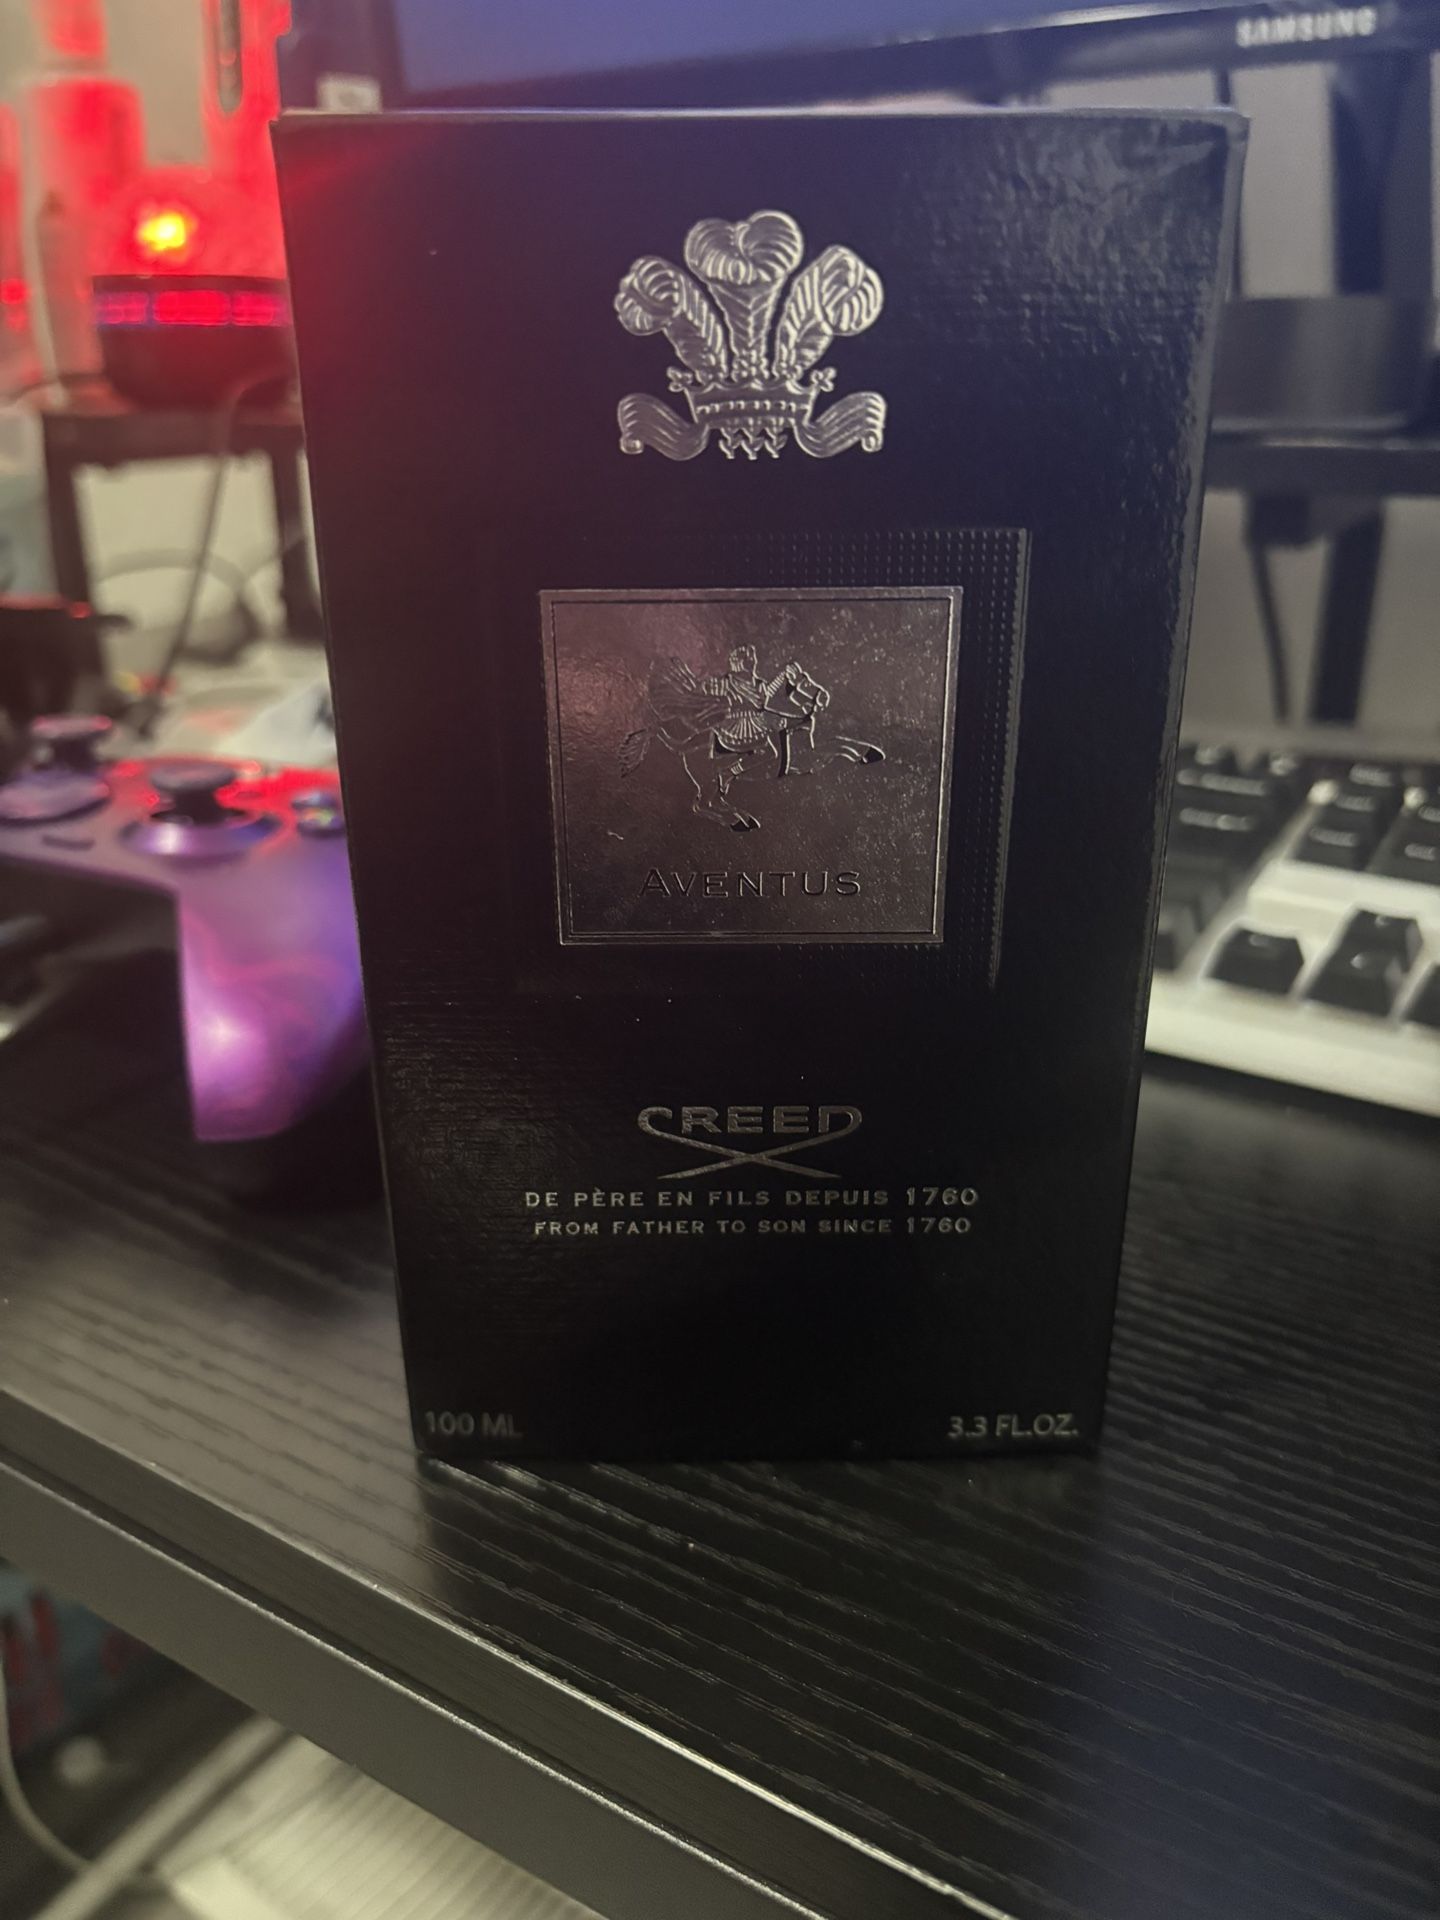 SAMSUNG
AVENTUS
CREED
DE PÈRE EN FILS DEPUIS 1760
FROM FATHER TO SON SINCE 1760
100 ML
3.3 FL.OZ.